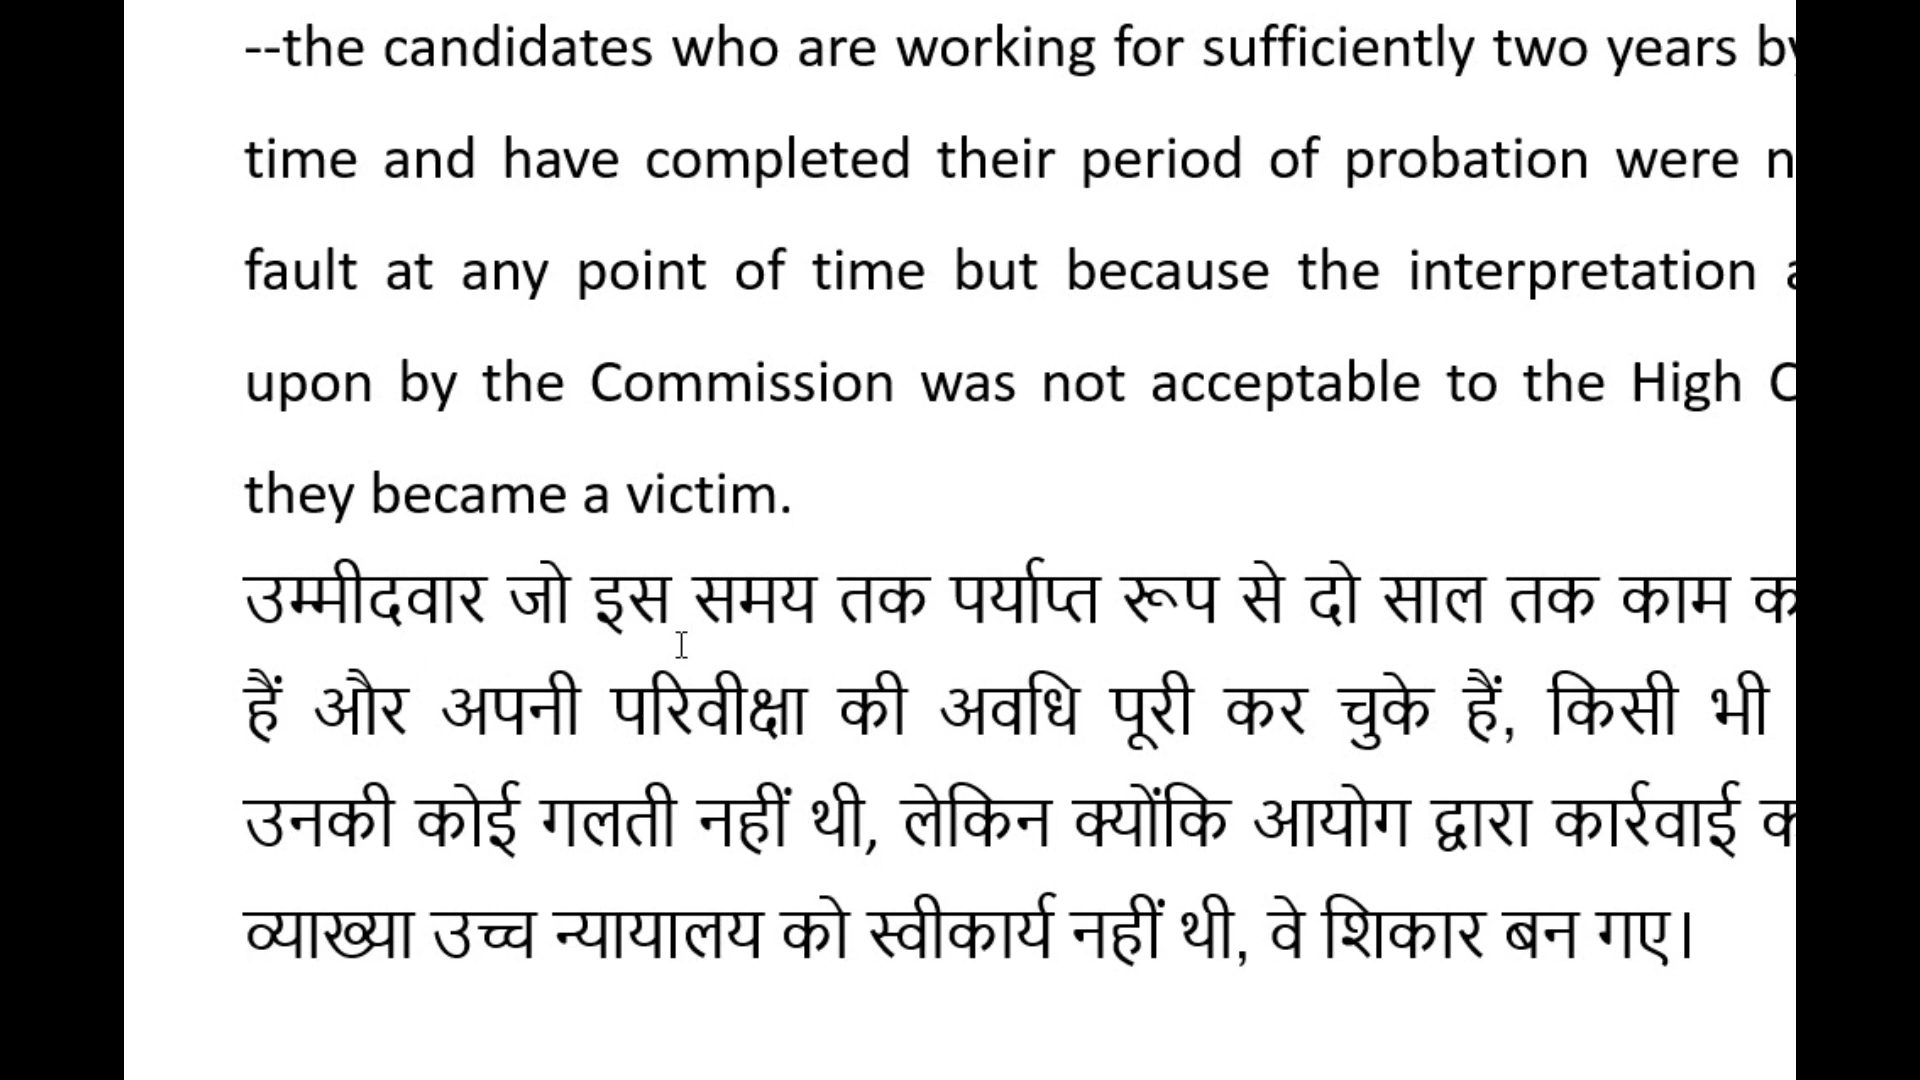 --the candidates who are working for sufficiently two years by
time and have completed their period of probation were
fault at any point of time but because the interpretation
upon by the Commission was not acceptable to the High
they became a victim.
उम्मीदवार जो इस समय तक पर्याप्त रूप से दो साल तक काम
हैं और अपनी परिवीक्षा की अवधि पूरी कर चुके हैं, किसी भी
उनकी कोई गलती नहीं थी, लेकिन क्योंकि आयोग द्वारा कार्रवाई
व्याख्या उच्च न्यायालय को स्वीकार्य नहीं थी, वे शिकार बन गए।